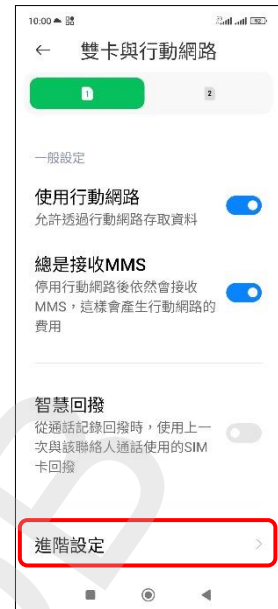 10:00
雙卡與行動網路
1
2
一般設定
使用行動網路
允許透過行動網路存取資料
總是接收MMS
停用行動網路後依然會接收
MMS，這樣會產生行動網路的
費用
智慧回撥
從通話記錄回撥時，使用上一
次與該聯絡人通話使用的SIM
卡回撥
進階設定